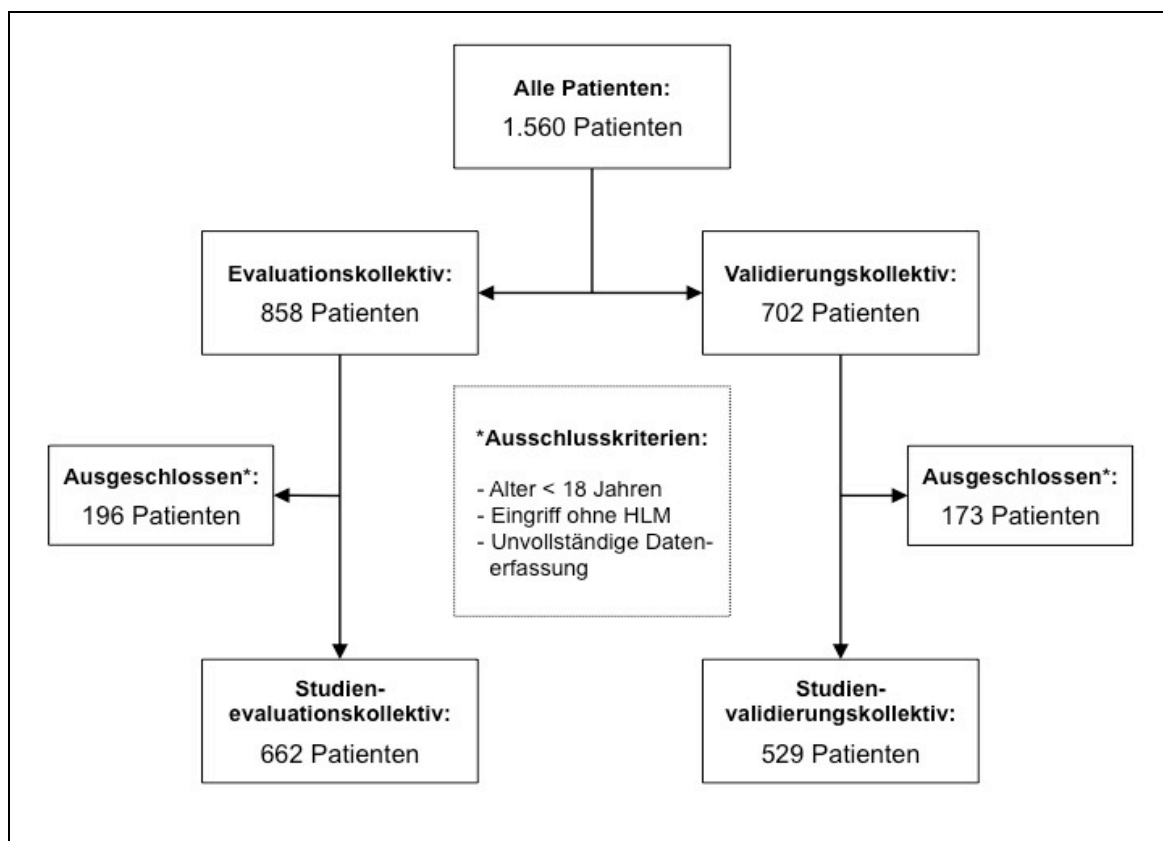 Alle Patienten:
1.560 Patienten
Evaluationskollektiv:
858 Patienten
Validierungskollektiv:
702 Patienten
*Ausschlusskriterien:
- Alter < 18 Jahren
- Eingriff ohne HLM
- Unvollständige Daten-
erfassung
Ausgeschlossen*:
196 Patienten
Ausgeschlossen*:
173 Patienten
Studien-
evaluationskollektiv:
662 Patienten
Studien-
validierungskollektiv:
529 Patienten